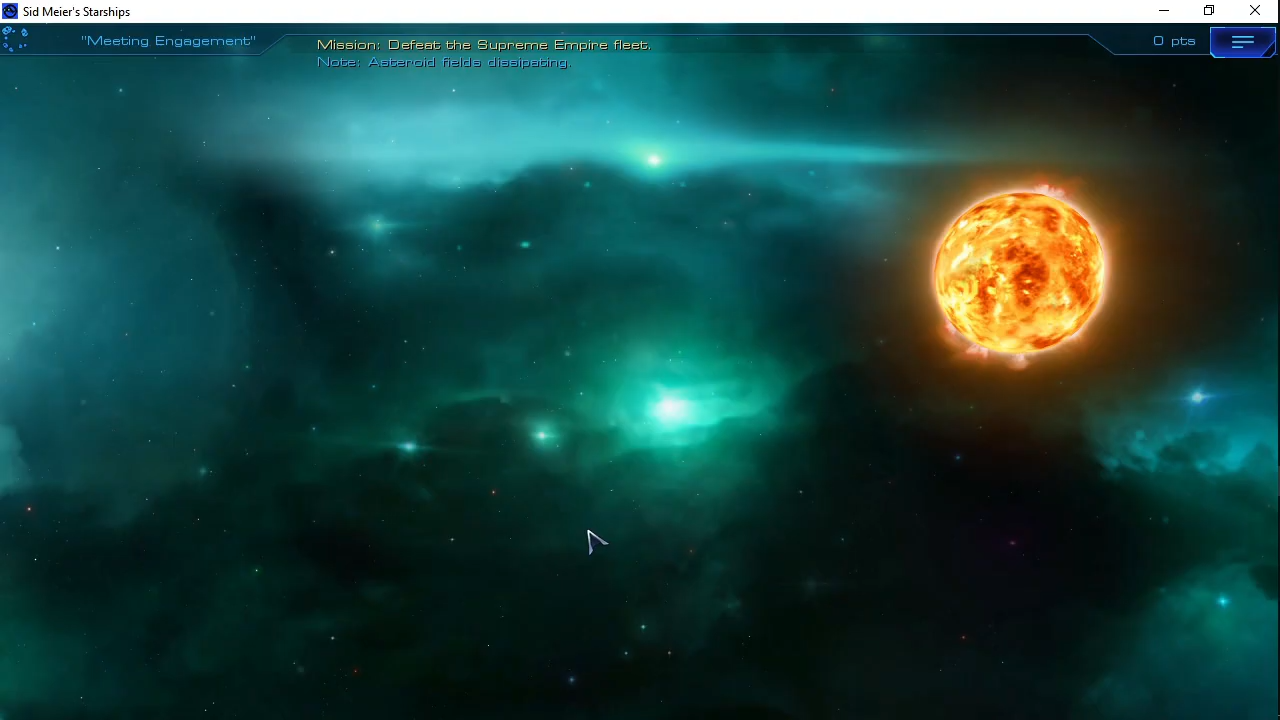 Sid Meier's Starships
"Meeting Engagement"
Mission: Defeat the Supreme Empire fleet.
0 pts
Note: Asteroid fields dissipating.